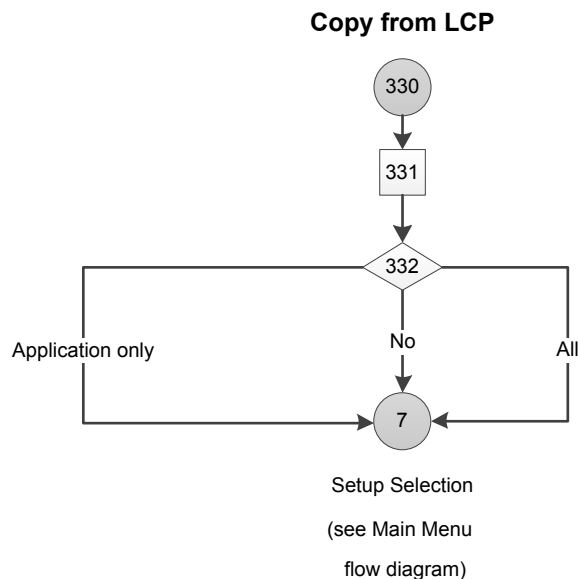 Copy from LCP
330
331
332
Application only
No
All
7
Setup Selection
(see Main Menu
flow diagram)